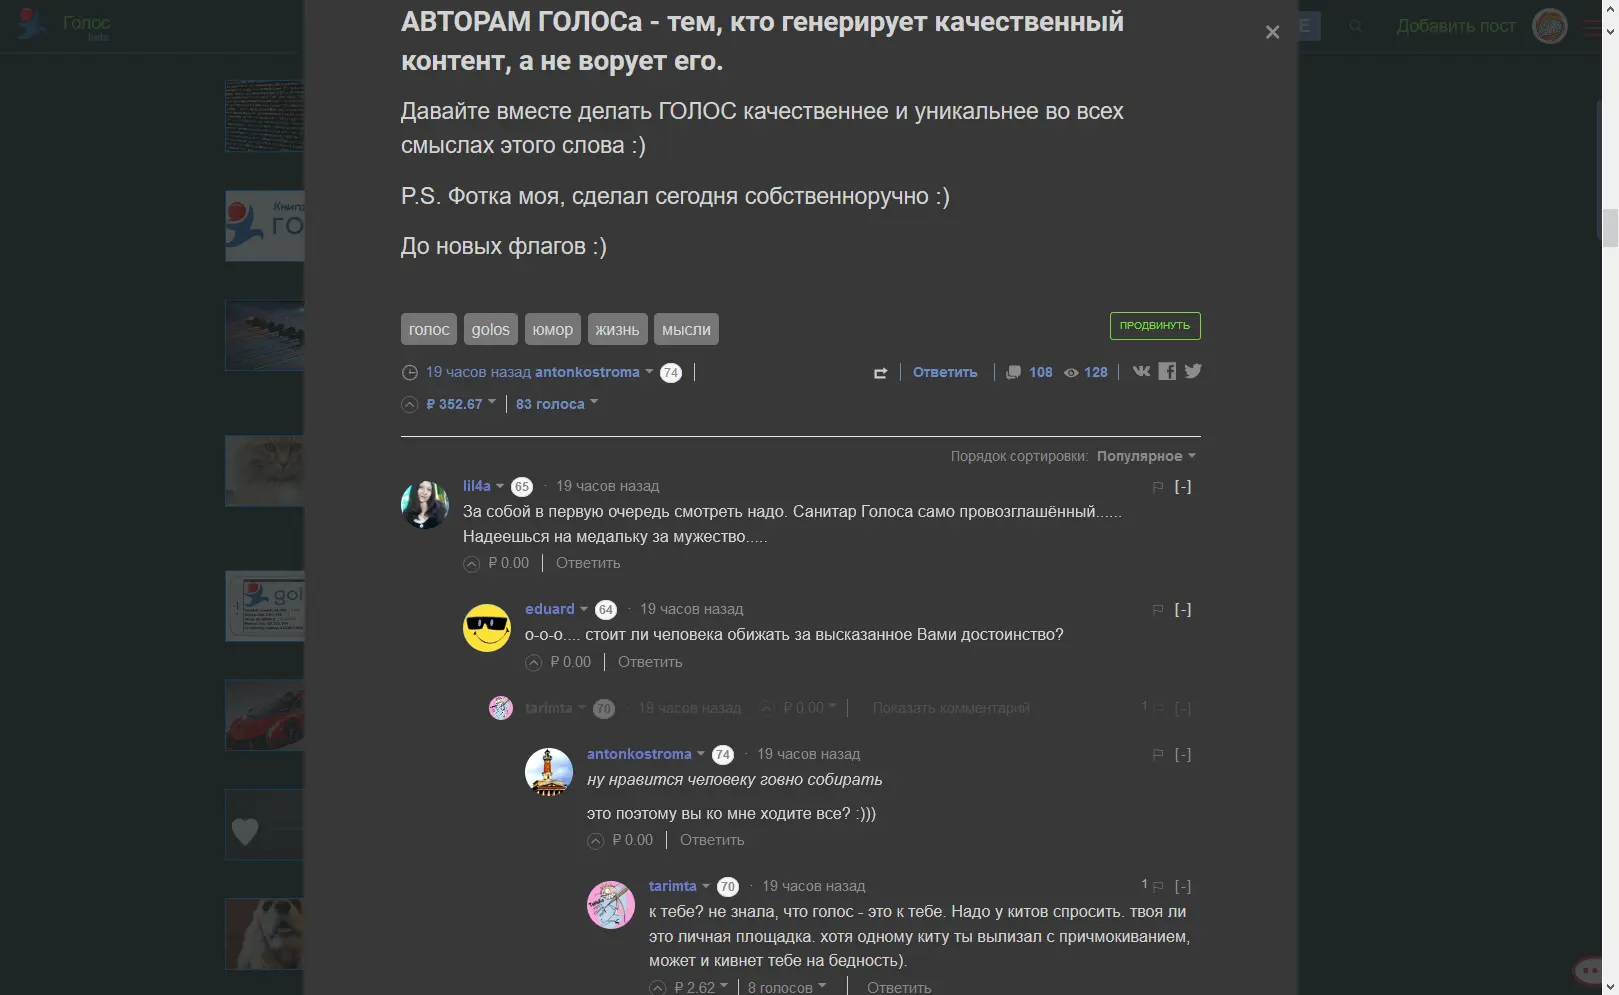 Голос
beta
Е
Добавить пост
АВТОРАМ ГОЛОСа - тем, кто генерирует качественный
контент, а не ворует его.
Давайте вместе делать ГОЛОС качественнее и уникальнее во всех
смыслах этого слова :)
P.S. Фотка моя, сделал сегодня собственноручно :)
До новых флагов :)
голос golos юмор жизнь мысли
ПРОДВИНУТЬ
19 часов назад antonkostroma 74
Ответить 108 128
₽ 352.67 83 голоса
Порядок сортировки: Популярное
lil4a 65 · 19 часов назад [-]
За собой в первую очередь смотреть надо. Санитар Голоса само провозглашённый......
Надеешься на медальку за мужество.....
₽ 0.00 Ответить
eduard 64 · 19 часов назад [-]
о-о-о.... стоит ли человека обижать за высказанное Вами достоинство?
₽ 0.00 Ответить
tarimta 70 · 19 часов назад ₽ 0.00 Показать комментарий 1 [-]
antonkostroma 74 · 19 часов назад [-]
ну нравится человеку говно собирать
это поэтому вы ко мне ходите все? :)))
₽ 0.00 Ответить
tarimta 70 · 19 часов назад 1 [-]
к тебе? не знала, что голос - это к тебе. Надо у китов спросить. твоя ли
это личная площадка. хотя одному киту ты вылизал с причмокиванием,
может и кивнет тебе на бедность).
₽ 2.62 8 голосов Ответить
Книга
ГО
gol